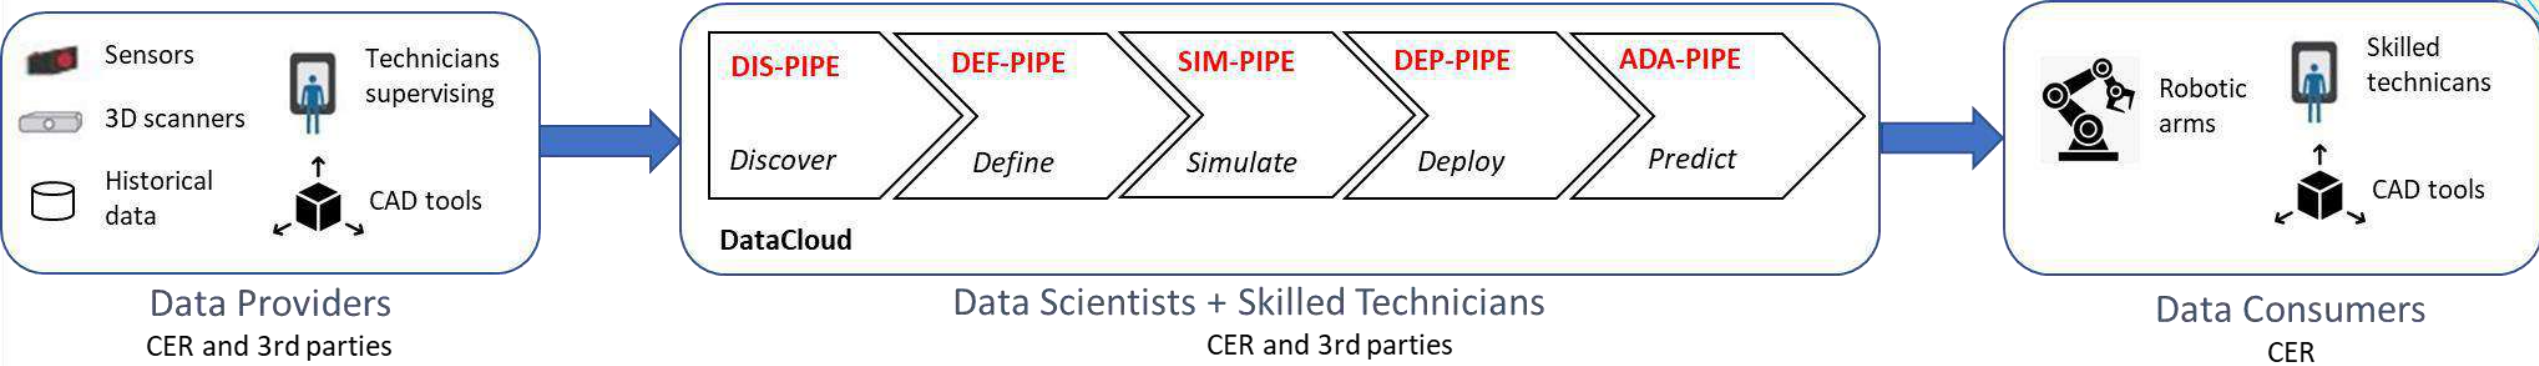 Sensors
Technicians
supervising
3D scanners
Historical
data
CAD tools
Data Providers
CER and 3rd parties
DIS-PIPE
DEF-PIPE
SIM-PIPE
DEP-PIPE
ADA-PIPE
Discover
Define
Simulate
Deploy
Predict
DataCloud
Data Scientists + Skilled Technicians
CER and 3rd parties
Robotic
arms
Skilled
technicans
CAD tools
Data Consumers
CER